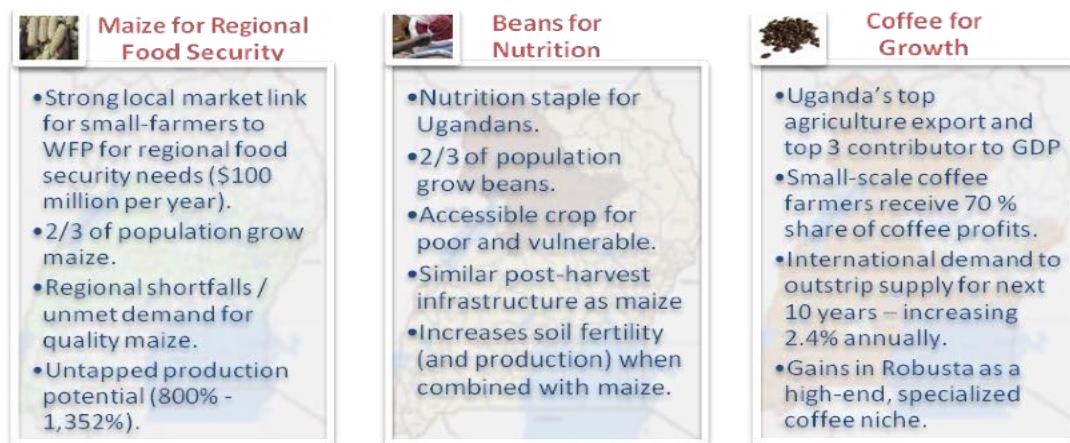 Maize for Regional
Food Security
•Strong local market link
for small-farmers to
WFP for regional food
security needs ($100
million per year).
•2/3 of population grow
maize.
•Regional shortfalls /
unmet demand for
quality maize.
•Untapped production
potential (800% -
1,352%).
Beans for
Nutrition
•Nutrition staple for
Ugandans.
•2/3 of population
grow beans.
•Accessible crop for
poor and vulnerable.
•Similar post-harvest
infrastructure as maize
•Increases soil fertility
(and production) when
combined with maize.
Coffee for
Growth
•Uganda's top
agriculture export and
top 3 contributor to GDP
•Small-scale coffee
farmers receive 70 %
share of coffee profits.
•International demand to
outstrip supply for next
10 years – increasing
2.4% annually.
•Gains in Robusta as a
high-end, specialized
coffee niche.